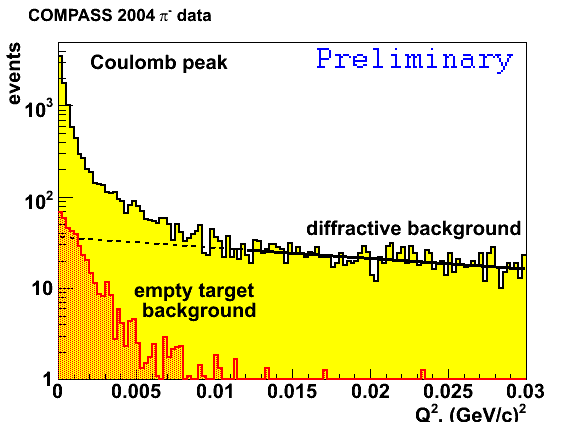 COMPASS 2004 π⁻ data
events
Coulomb peak
Preliminary
10³
10²
10
1
diffractive background
empty target
background
0 0.005 0.01 0.015 0.02 0.025 0.03
Q², (GeV/c)²